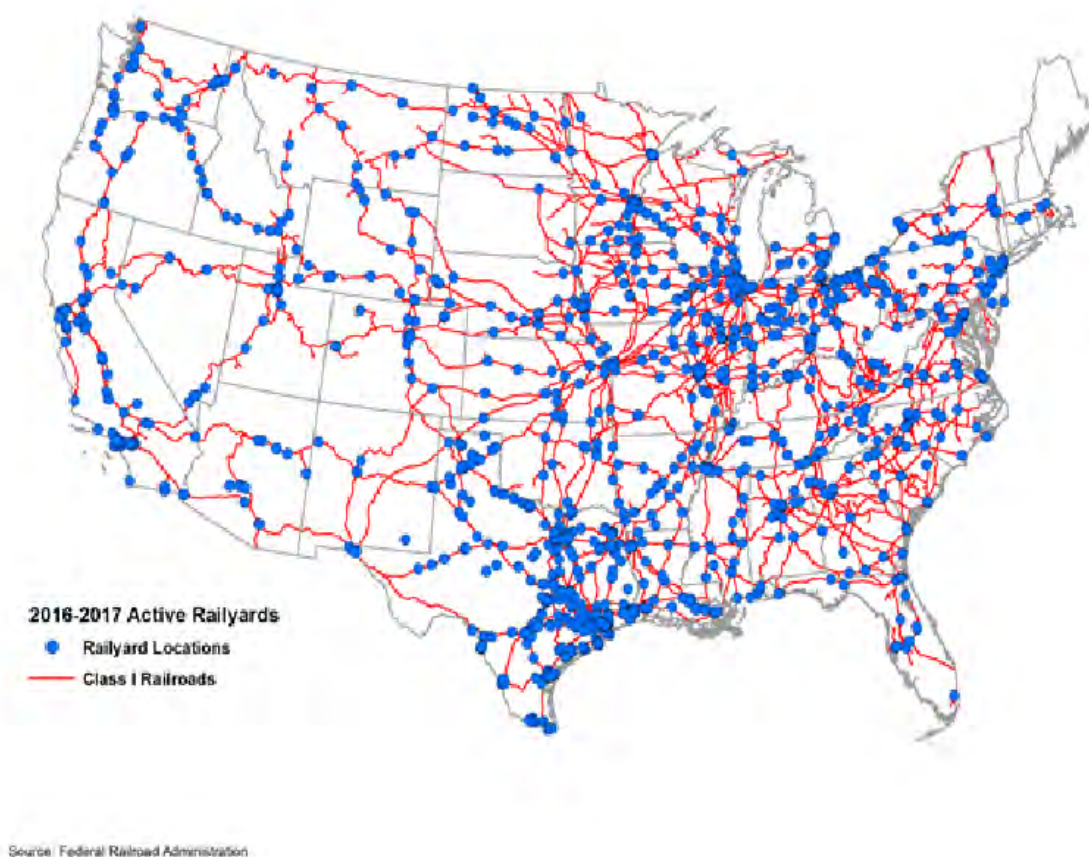 2016-2017 Active Railyards
Railyard Locations
Class I Railroads
Source: Federal Railroad Administration